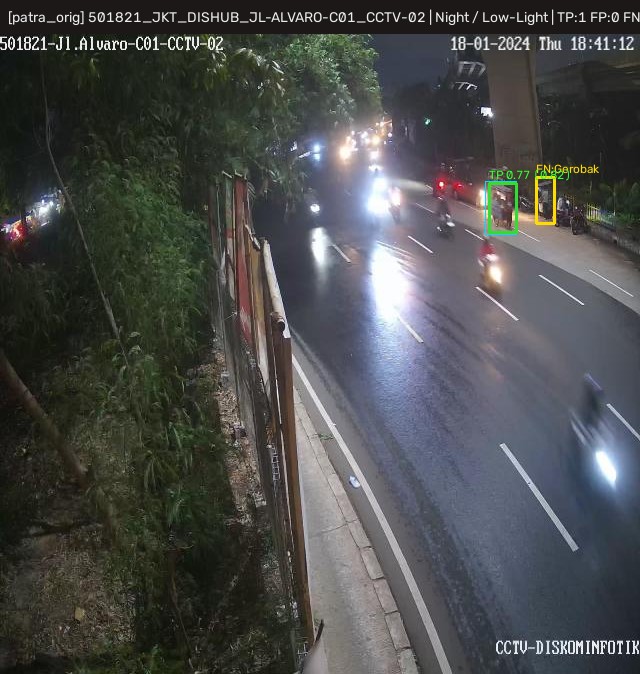 [patra_orig] 501821_JKT_DISHUB_JL-ALVARO-C01_CCTV-02 | Night / Low-Light | TP:1 FP:0 FN
501821-Jl.Alvaro-C01-CCTV-02
18-01-2024 Thu 18:41:12
FN:Gerobak
TP 0.77
CCTV-DISKOMINFOTIK